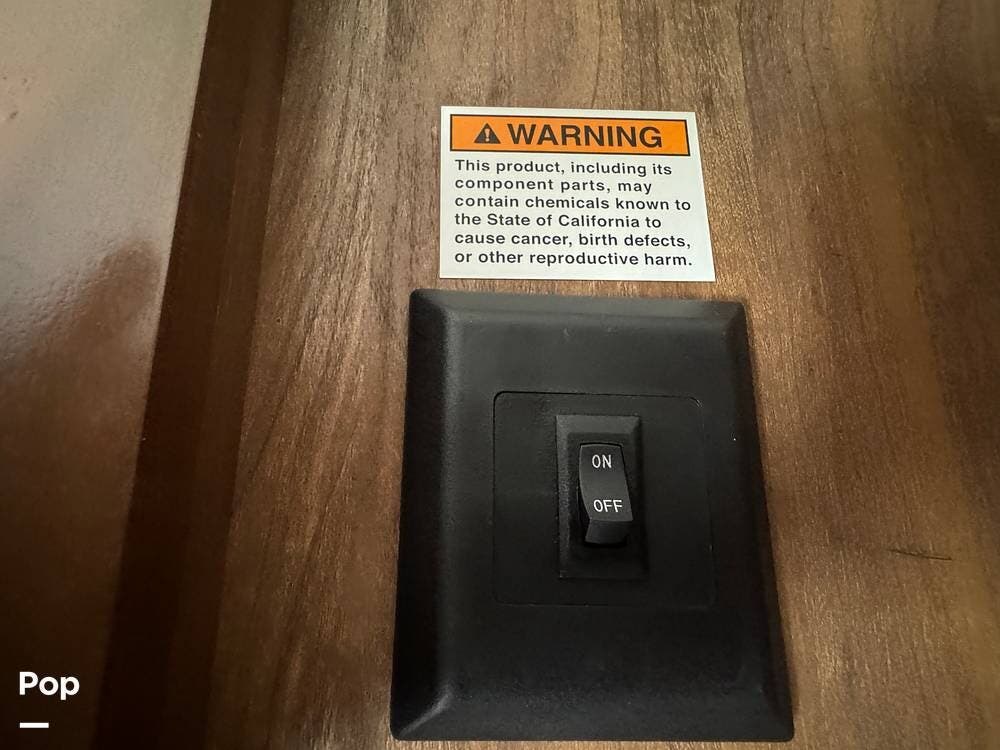 WARNING
This product, including its
component parts, may
contain chemicals known to
the State of California to
cause cancer, birth defects,
or other reproductive harm.
ON
OFF
Pop